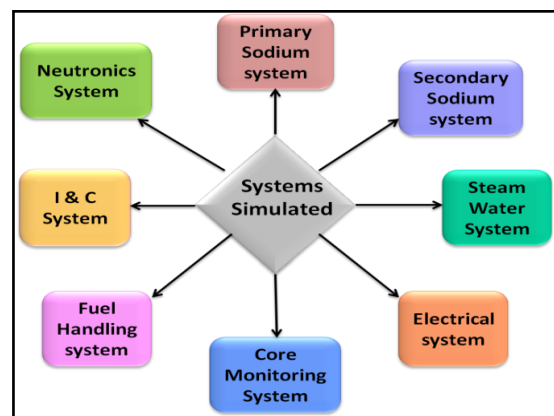 Primary
Sodium
system
Neutronics
System
Secondary
Sodium
system
I & C
System
Systems
Simulated
Steam
Water
System
Fuel
Handling
system
Core
Monitoring
System
Electrical
system